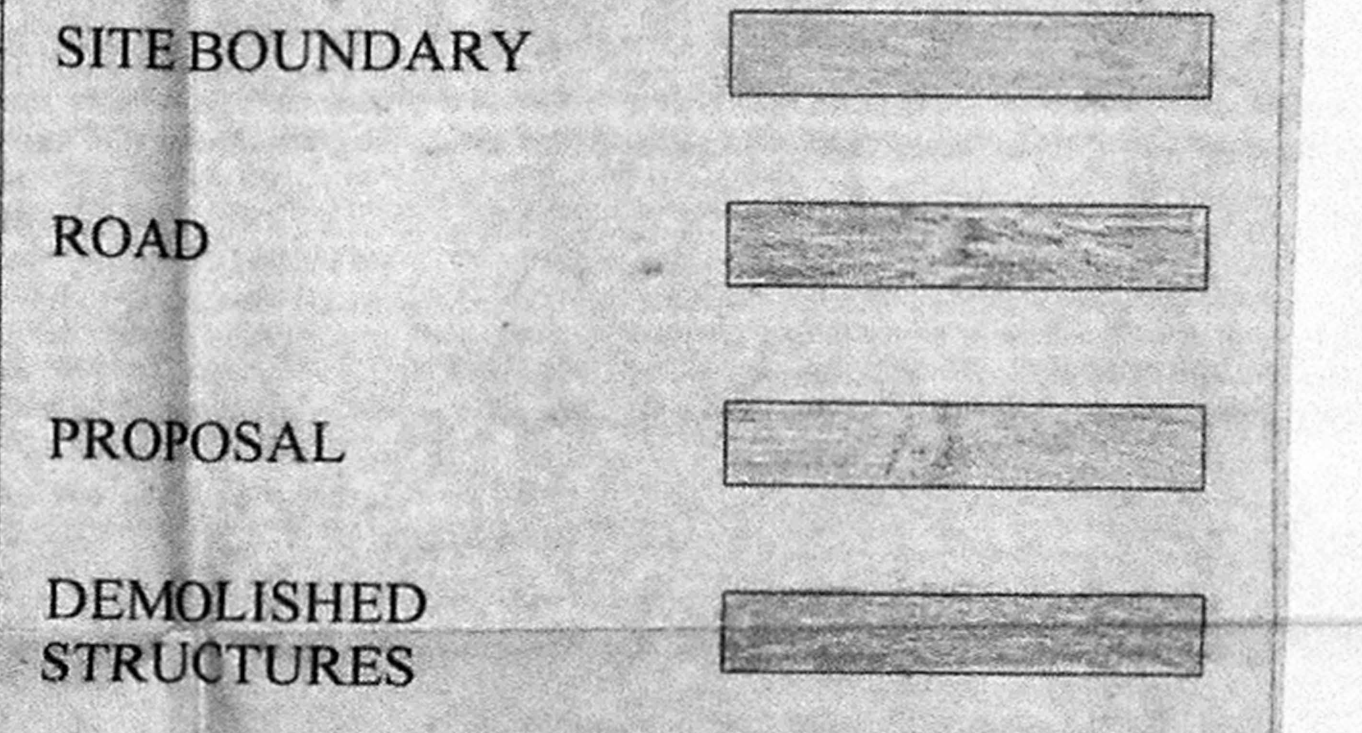 SITE BOUNDARY
ROAD
PROPOSAL
DEMOLISHED
STRUCTURES